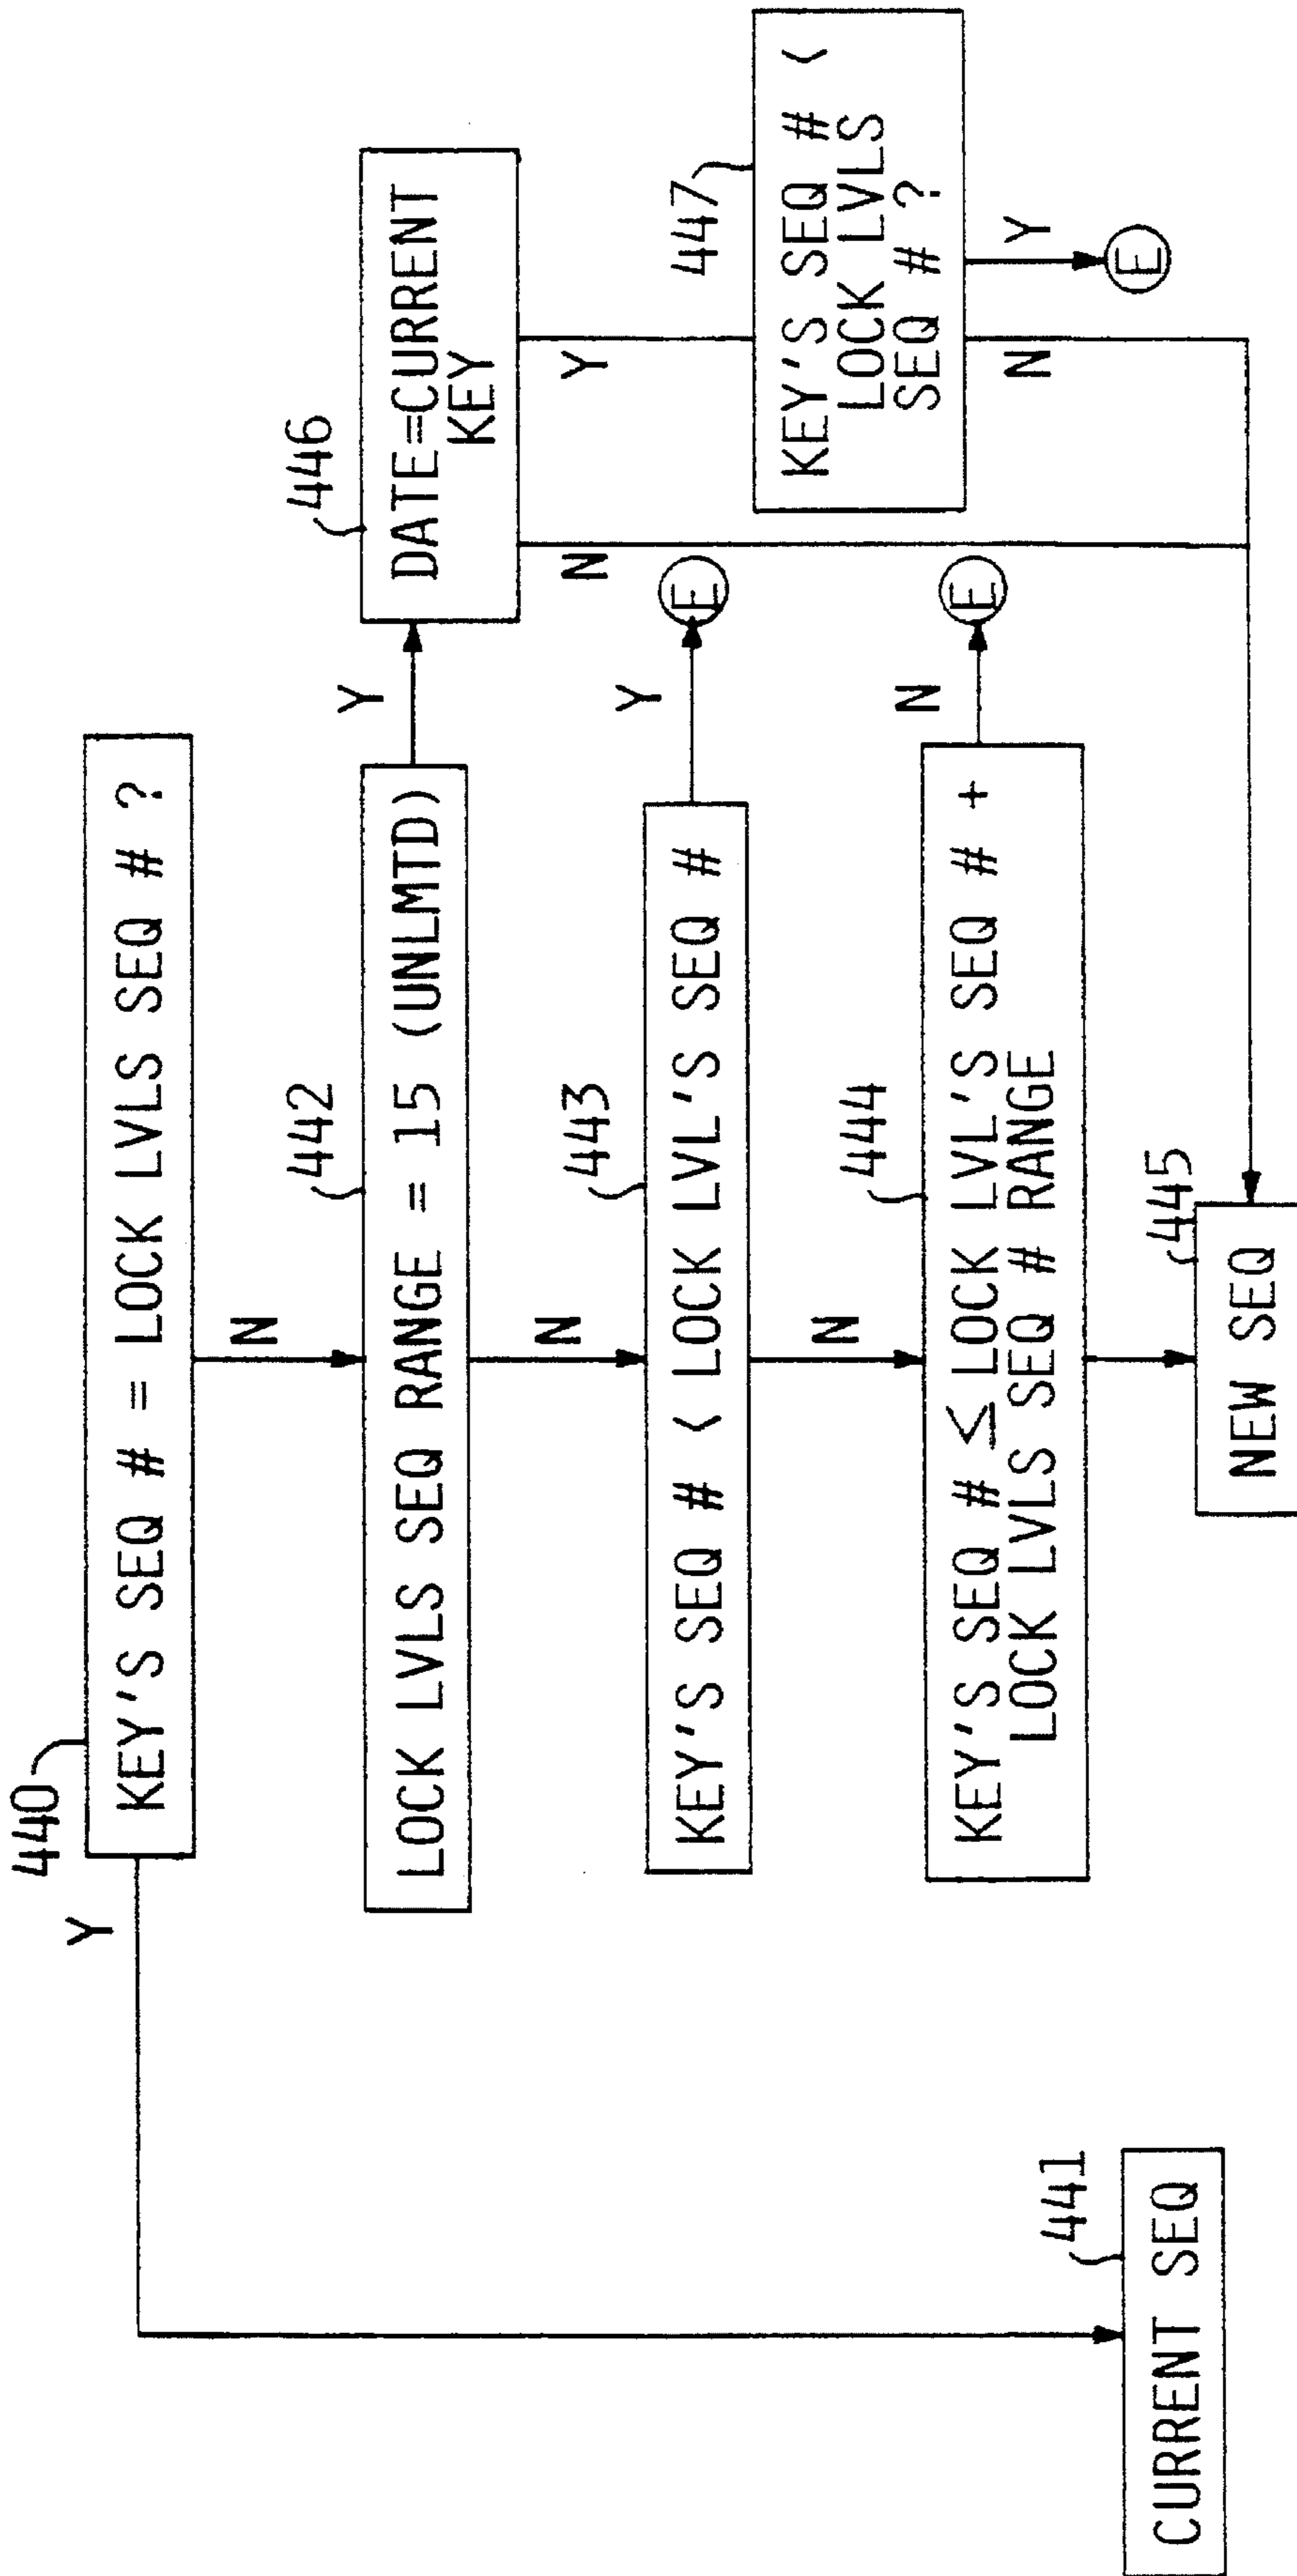 440
KEY'S SEQ # = LOCK LVLS SEQ # ?
Y
N
442
LOCK LVLS SEQ RANGE = 15 (UNLMTD)
Y
446
DATE=CURRENT
KEY
N
Y
N
443
KEY'S SEQ # < LOCK LVL'S SEQ #
Y
E
447
KEY'S SEQ # <
LOCK LVLS
SEQ # ?
N
Y
E
N
444
KEY'S SEQ # ≤ LOCK LVL'S SEQ # +
LOCK LVLS SEQ # RANGE
N
E
441
CURRENT SEQ
445
NEW SEQ